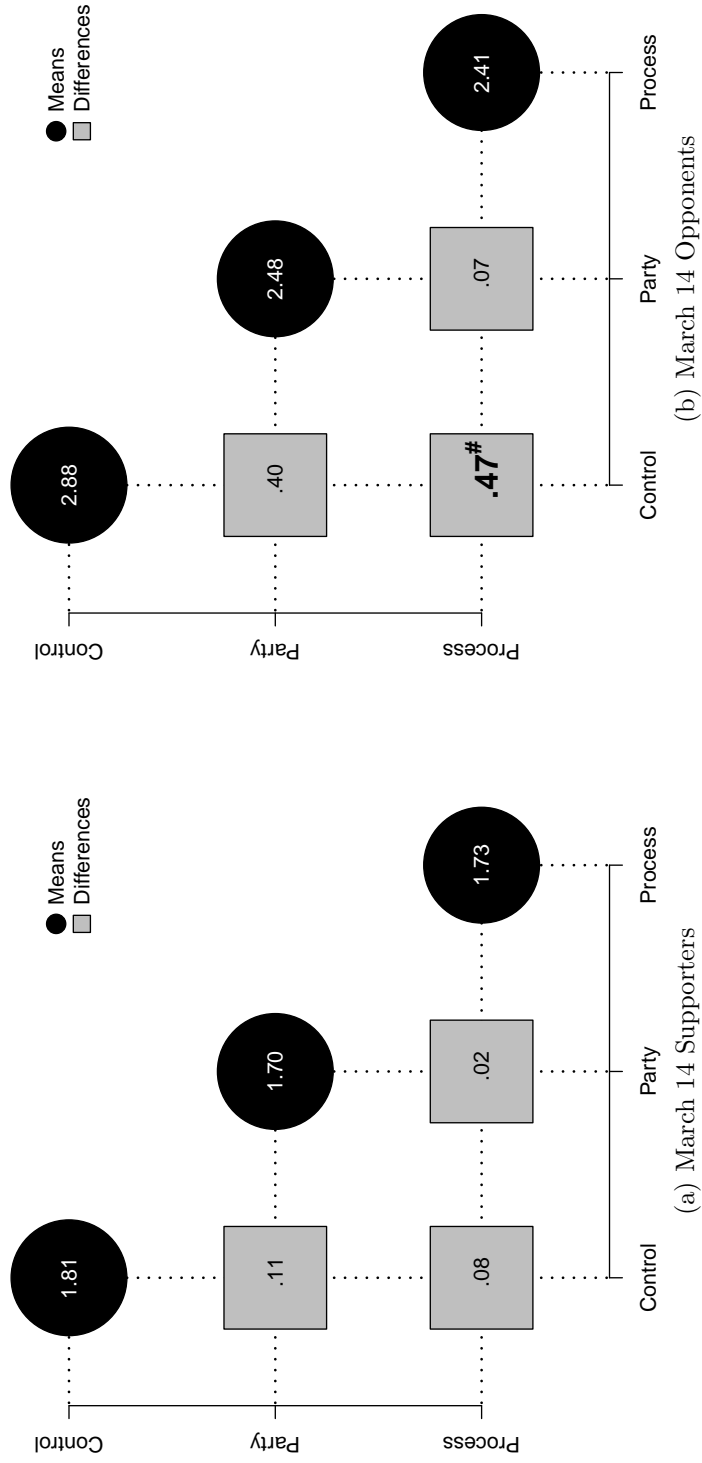 Means
Differences
Control
Party
Process
1.81
.11
1.70
.08
.02
1.73
Control
Party
Process
(a) March 14 Supporters
Means
Differences
Control
Party
Process
2.88
.40
2.48
.47#
.07
2.41
Control
Party
Process
(b) March 14 Opponents